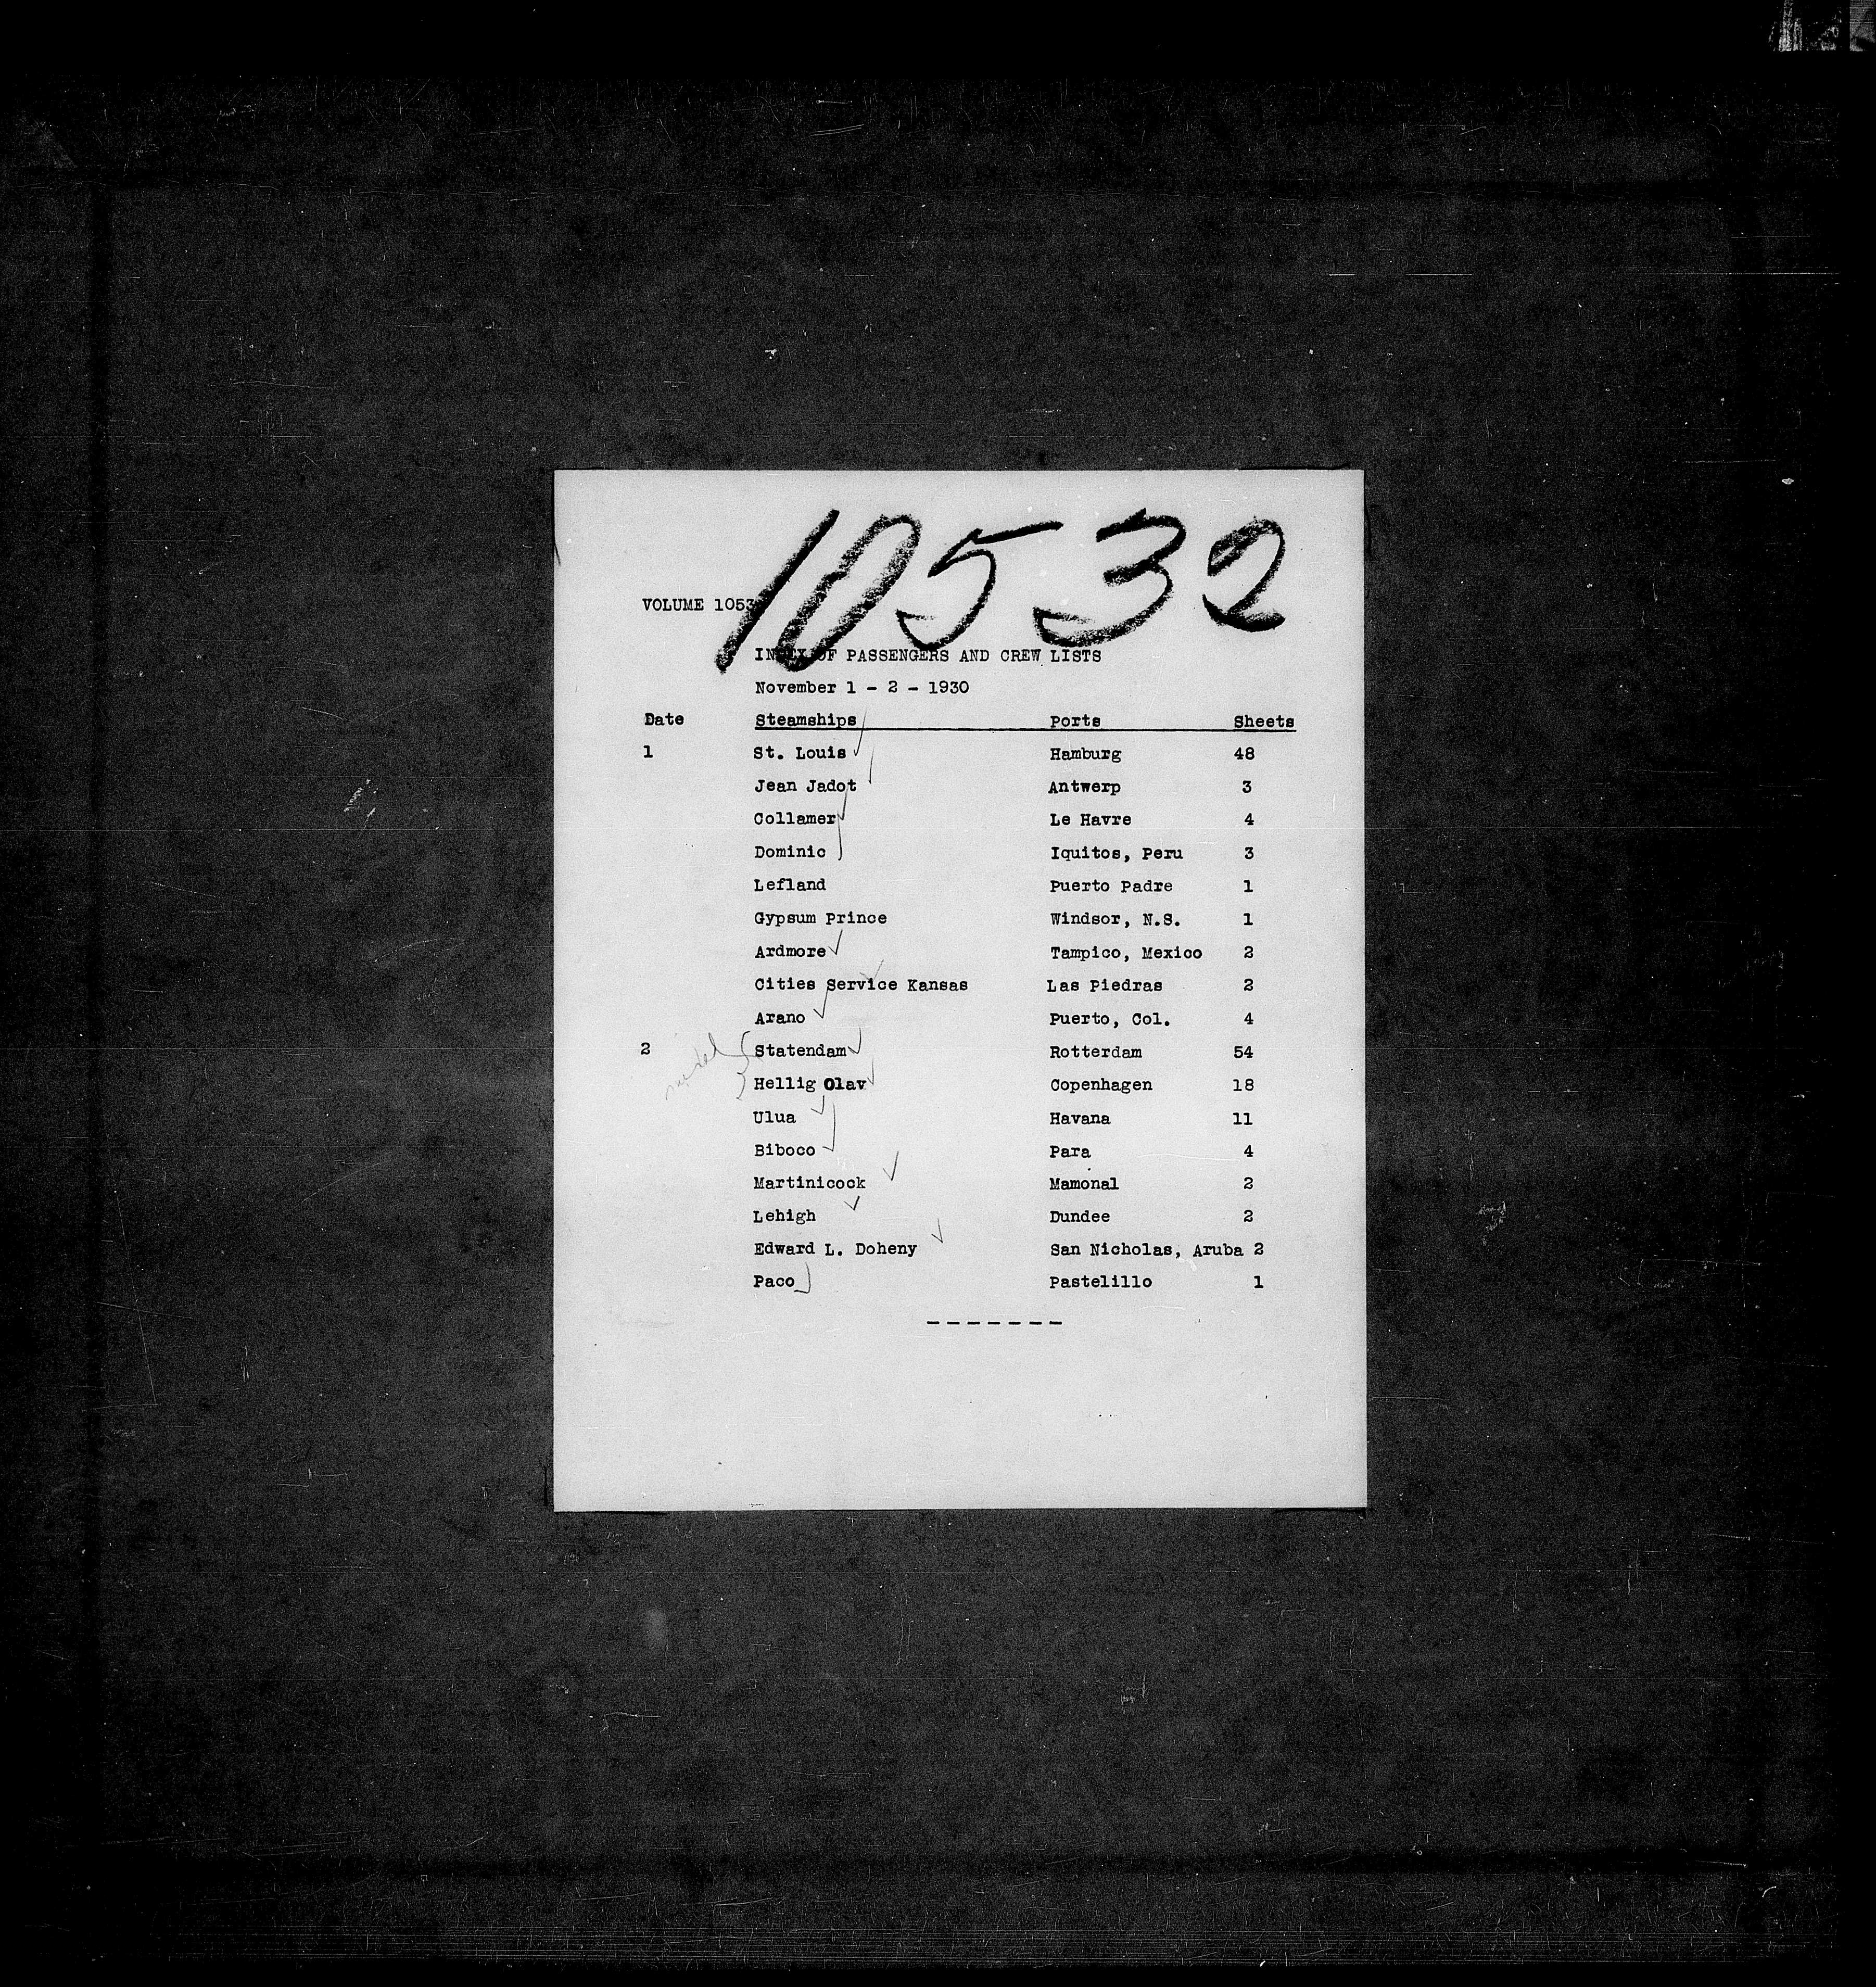 10532
VOLUME 1053
INDEX OF PASSENGERS AND CREW LISTS
November 1 - 2 - 1930
Date Steamships Ports Sheets
1 St. Louis Hamburg 48
Jean Jadot Antwerp 3
Collamer Le Havre 4
Dominic Iquitos, Peru 3
Lefland Puerto Padre 1
Gypsum Prince Windsor, N.S. 1
Ardmore Tampico, Mexico 2
Cities Service Kansas Las Piedras 2
Arano Puerto, Col. 4
2 Statendam Rotterdam 54
Hellig Olav Copenhagen 18
Ulua Havana 11
Biboco Para 4
Martinicock Mamonal 2
Lehigh Dundee 2
Edward L. Doheny San Nicholas, Aruba 2
Paco Pastelillo 1